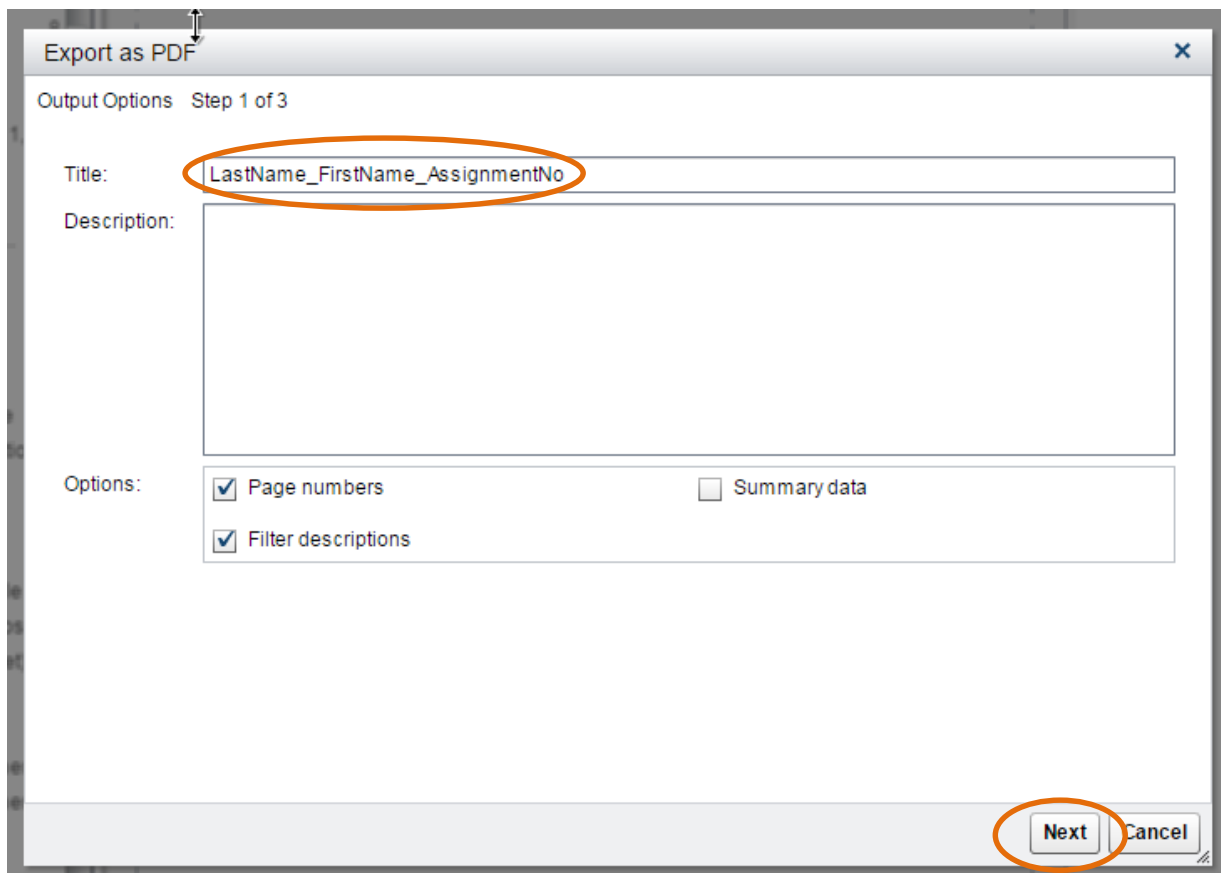 Export as PDF
Output Options Step 1 of 3
Title: LastName_FirstName_AssignmentNo
Description:
Options: Page numbers Summary data
Filter descriptions
Next Cancel